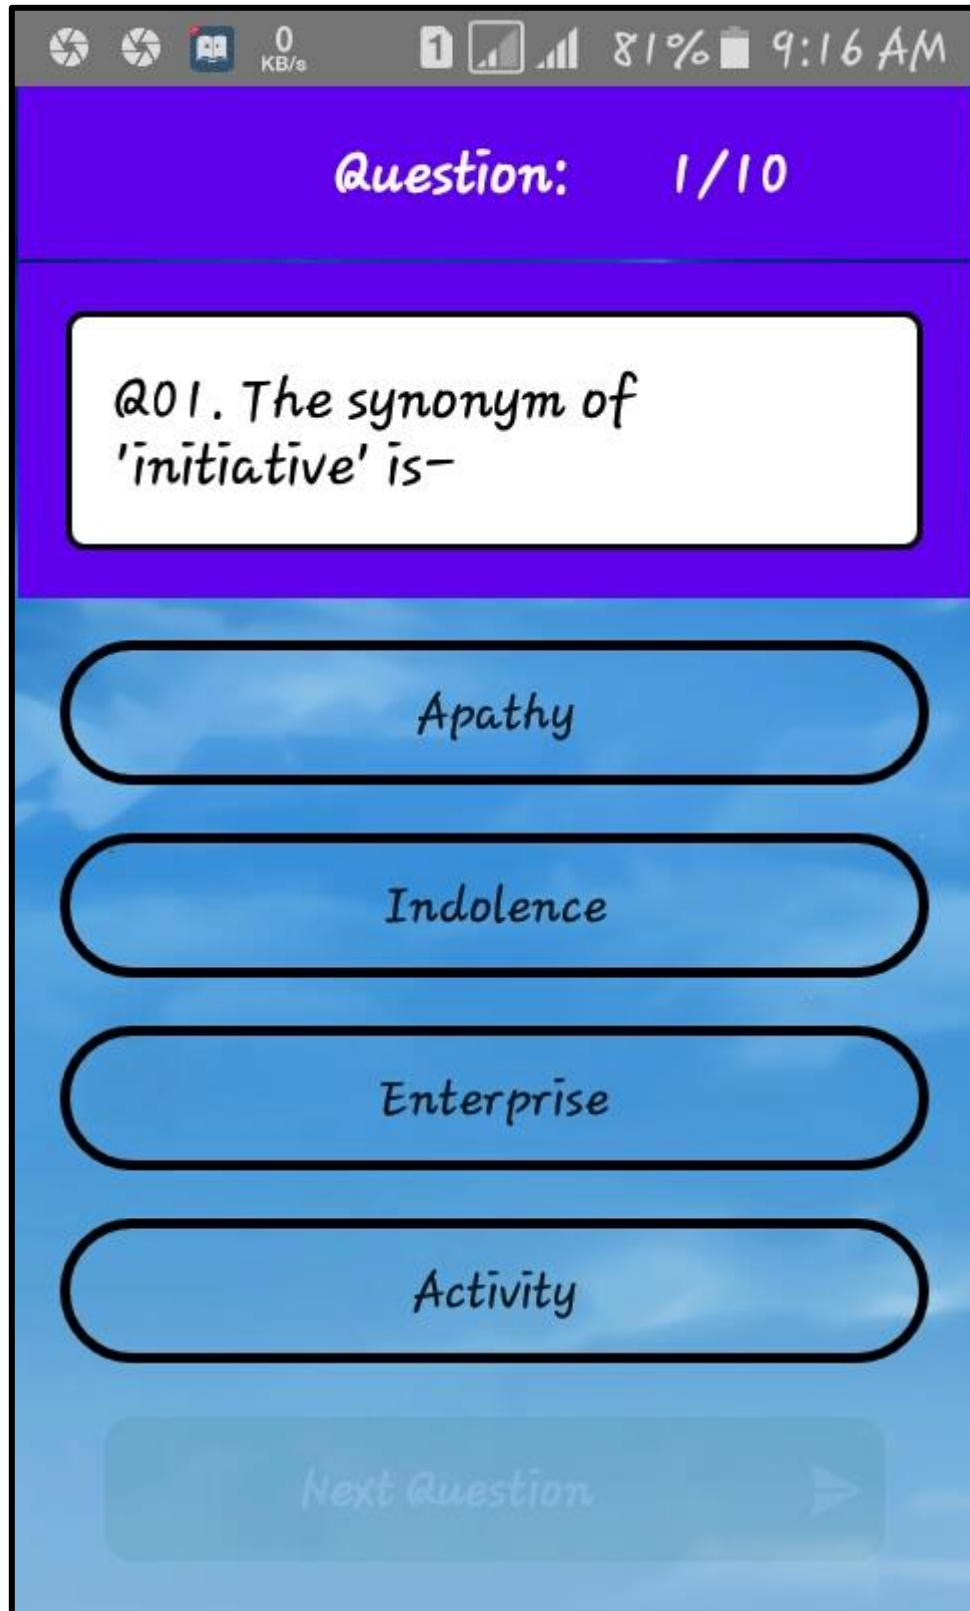 0
KB/s
1
81% 9:16 AM
Question: 1/10
Q01. The synonym of
'initiative' is-
Apathy
Indolence
Enterprise
Activity
Next Question